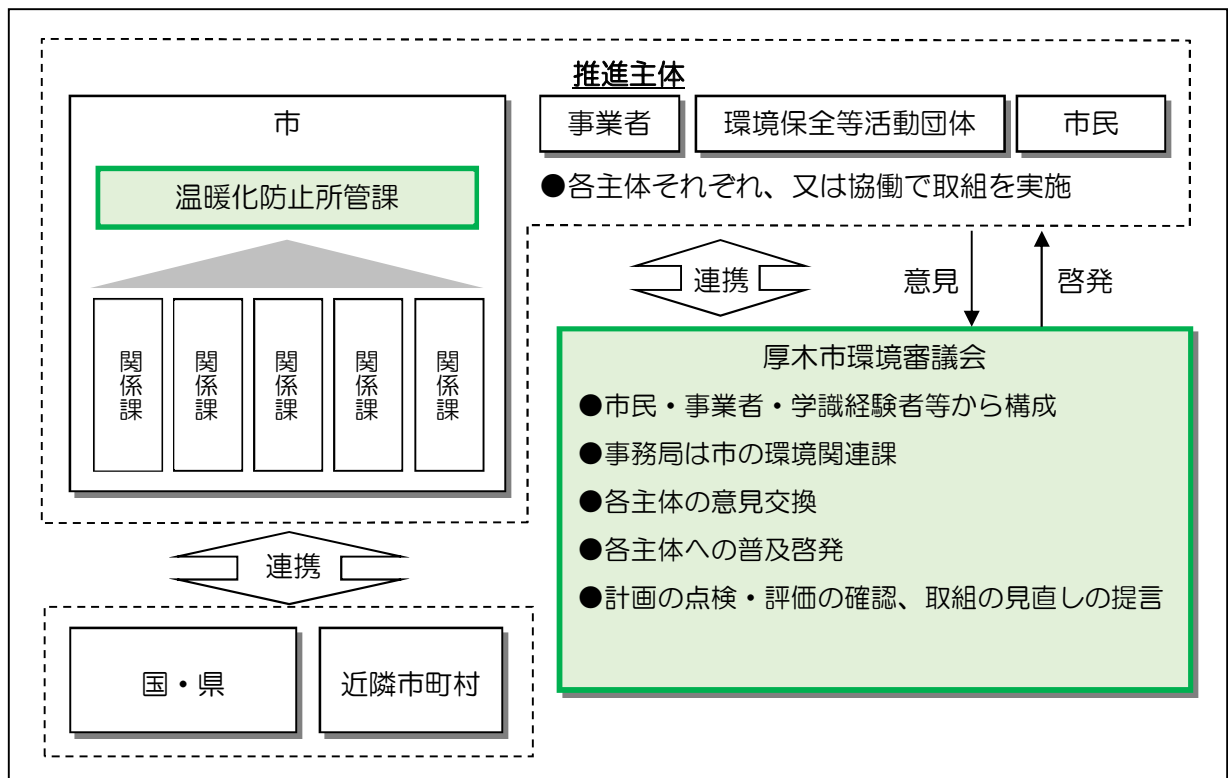 推進主体
市
温暖化防止所管課
関係課
関係課
関係課
関係課
関係課
事業者
環境保全等活動団体
市民
●各主体それぞれ、又は協働で取組を実施
連携
意見
啓発
厚木市環境審議会
●市民・事業者・学識経験者等から構成
●事務局は市の環境関連課
●各主体の意見交換
●各主体への普及啓発
●計画の点検・評価の確認、取組の見直しの提言
連携
国・県
近隣市町村